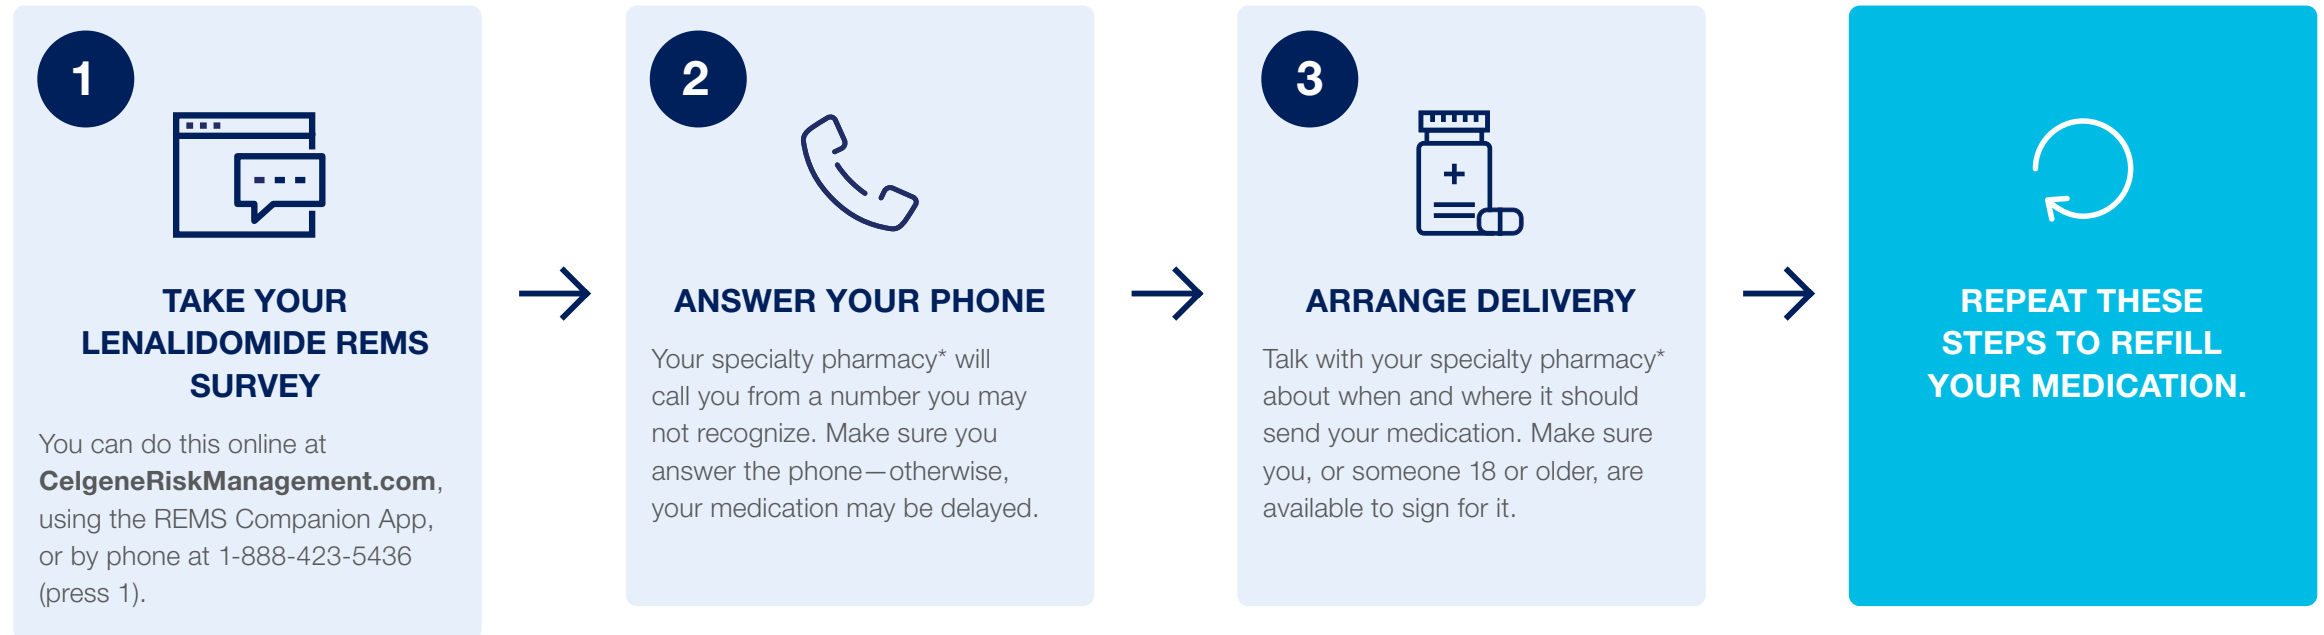 1
TAKE YOUR
LENALIDOMIDE REMS
SURVEY
You can do this online at
CelgeneRiskManagement.com,
using the REMS Companion App,
or by phone at 1-888-423-5436
(press 1).
2
ANSWER YOUR PHONE
Your specialty pharmacy* will
call you from a number you may
not recognize. Make sure you
answer the phone—otherwise,
your medication may be delayed.
3
ARRANGE DELIVERY
Talk with your specialty pharmacy*
about when and where it should
send your medication. Make sure
you, or someone 18 or older, are
available to sign for it.
REPEAT THESE
STEPS TO REFILL
YOUR MEDICATION.